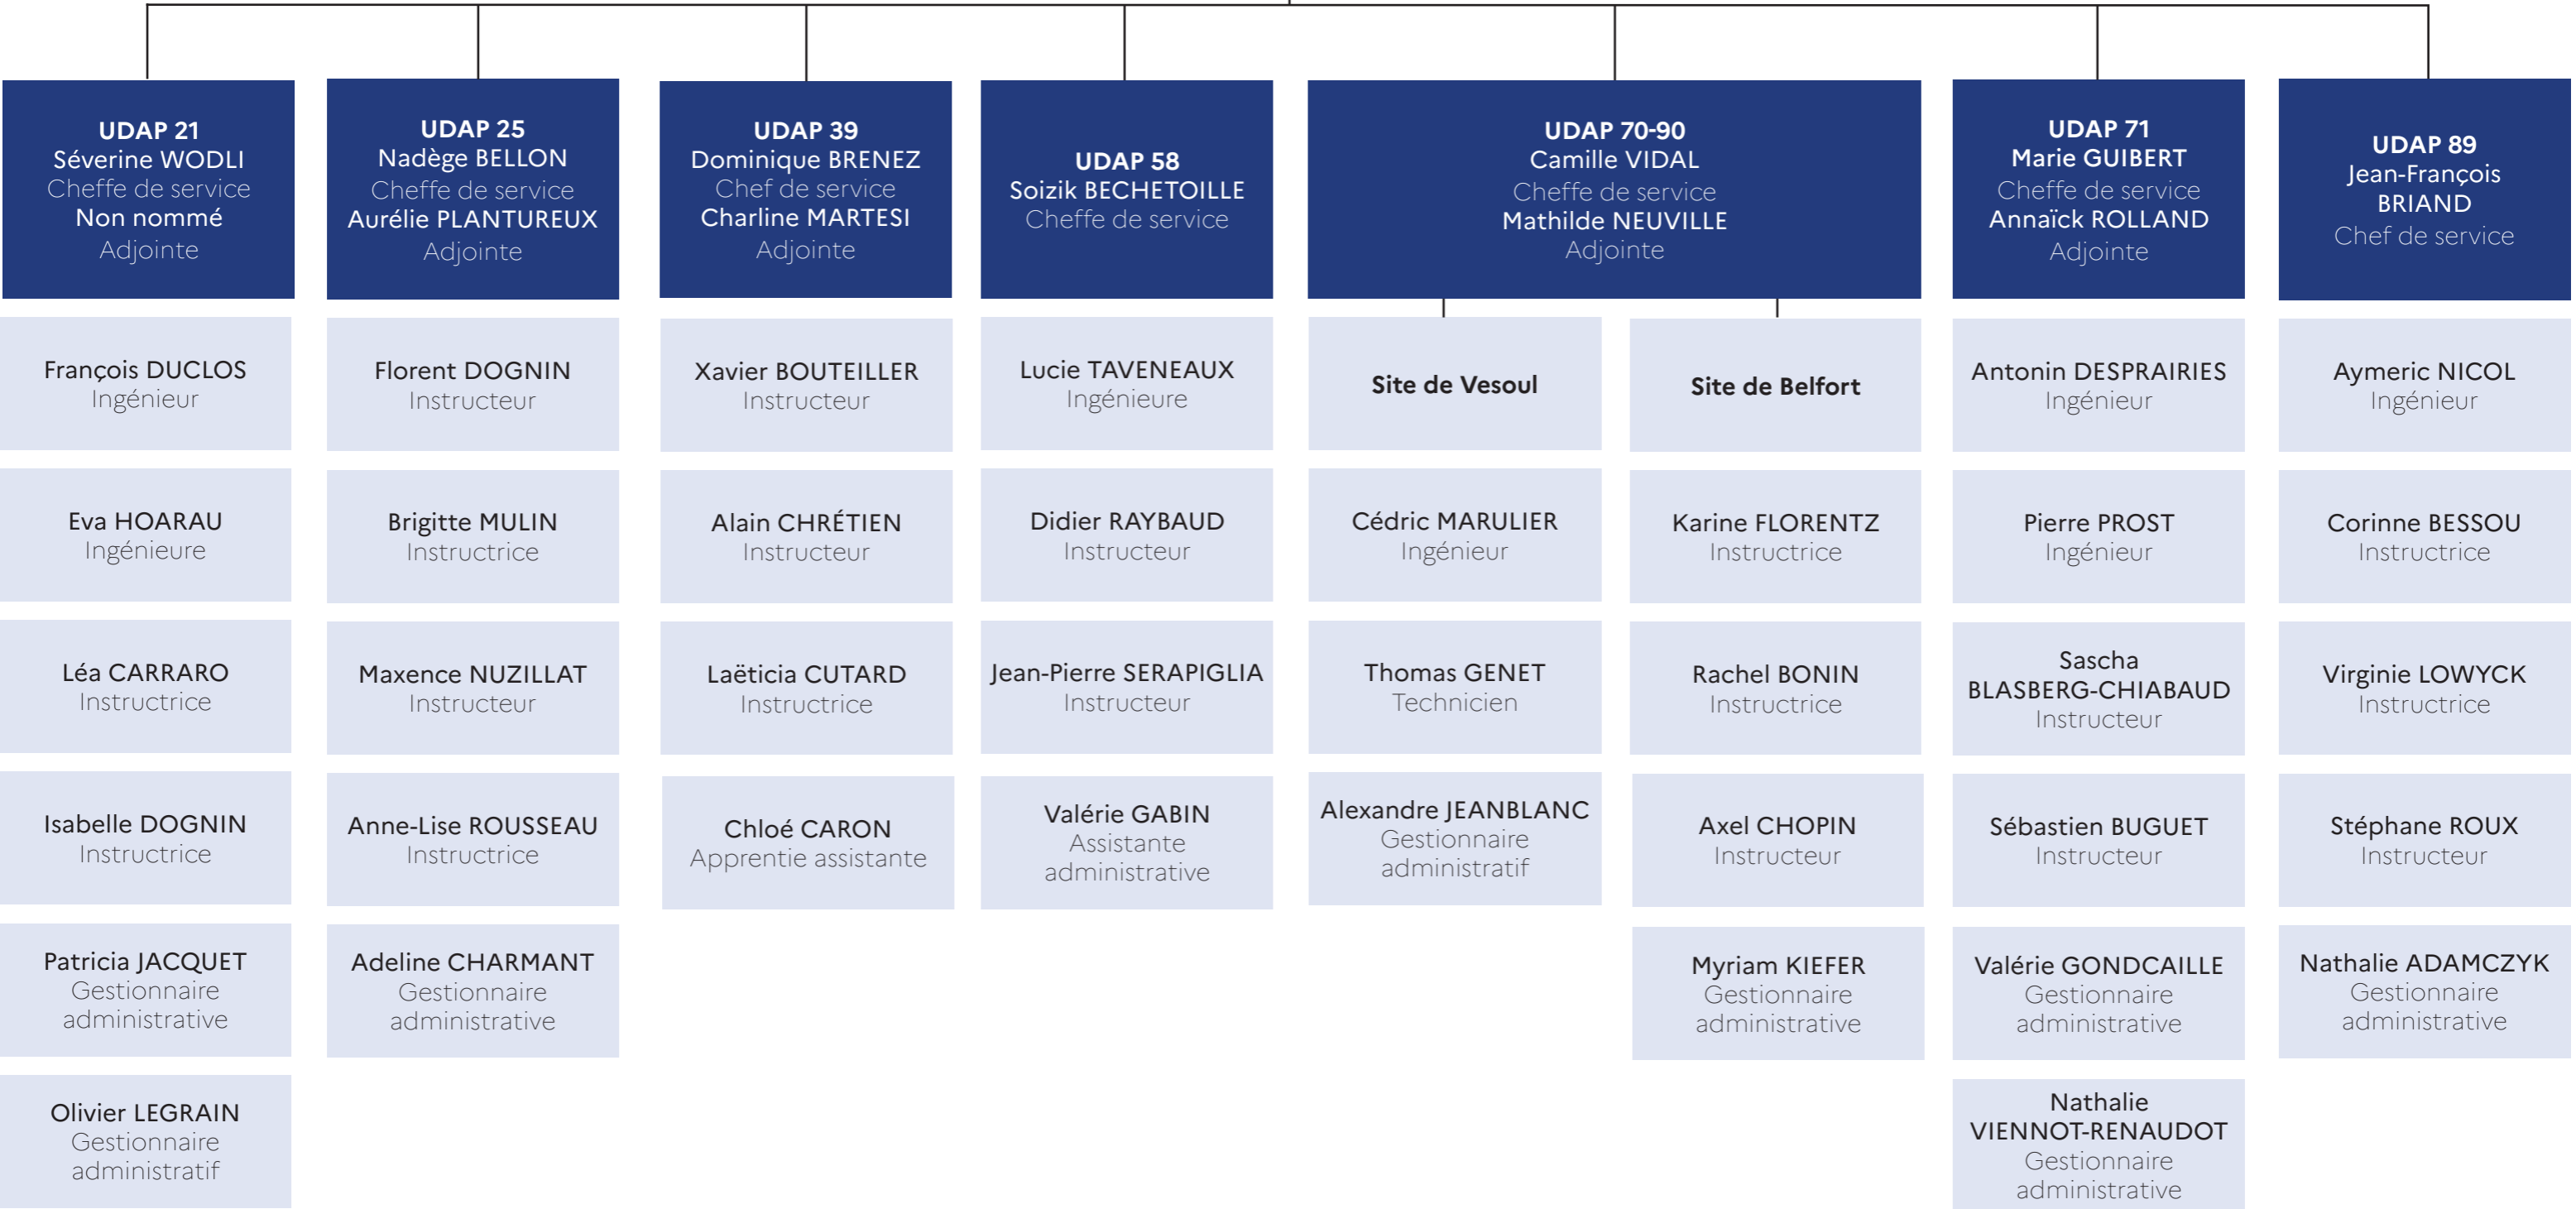 UDAP 21
Séverine WODLI
Cheffe de service
Non nommé
Adjointe
François DUCLOS
Ingénieur
Eva HOARAU
Ingénieure
Léa CARRARO
Instructrice
Isabelle DOGNIN
Instructrice
Patricia JACQUET
Gestionnaire
administrative
Olivier LEGRAIN
Gestionnaire
administratif
UDAP 25
Nadège BELLON
Cheffe de service
Aurélie PLANTUREUX
Adjointe
Florent DOGNIN
Instructeur
Brigitte MULIN
Instructrice
Maxence NUZILLAT
Instructeur
Anne-Lise ROUSSEAU
Instructrice
Adeline CHARMANT
Gestionnaire
administrative
UDAP 39
Dominique BRENEZ
Chef de service
Charline MARTESI
Adjointe
Xavier BOUTEILLER
Instructeur
Alain CHRÉTIEN
Instructeur
Laëticia CUTARD
Instructrice
Chloé CARON
Apprentie assistante
UDAP 58
Soizik BECHETOILLE
Cheffe de service
Lucie TAVENEAUX
Ingénieure
Didier RAYBAUD
Instructeur
Jean-Pierre SERAPIGLIA
Instructeur
Valérie GABIN
Assistante
administrative
UDAP 70-90
Camille VIDAL
Cheffe de service
Mathilde NEUVILLE
Adjointe
Site de Vesoul
Cédric MARULIER
Ingénieur
Thomas GENET
Technicien
Alexandre JEANBLANC
Gestionnaire
administratif
Site de Belfort
Karine FLORENTZ
Instructrice
Rachel BONIN
Instructrice
Axel CHOPIN
Instructeur
Myriam KIEFER
Gestionnaire
administrative
UDAP 71
Marie GUIBERT
Cheffe de service
Annaïck ROLLAND
Adjointe
Antonin DESPRAIRIES
Ingénieur
Pierre PROST
Ingénieur
Sascha
BLASBERG-CHIABAUD
Instructeur
Sébastien BUGUET
Instructeur
Valérie GONDCAILLE
Gestionnaire
administrative
Nathalie
VIENNOT-RENAUDOT
Gestionnaire
administrative
UDAP 89
Jean-François
BRIAND
Chef de service
Aymeric NICOL
Ingénieur
Corinne BESSOU
Instructrice
Virginie LOWYCK
Instructrice
Stéphane ROUX
Instructeur
Nathalie ADAMCZYK
Gestionnaire
administrative